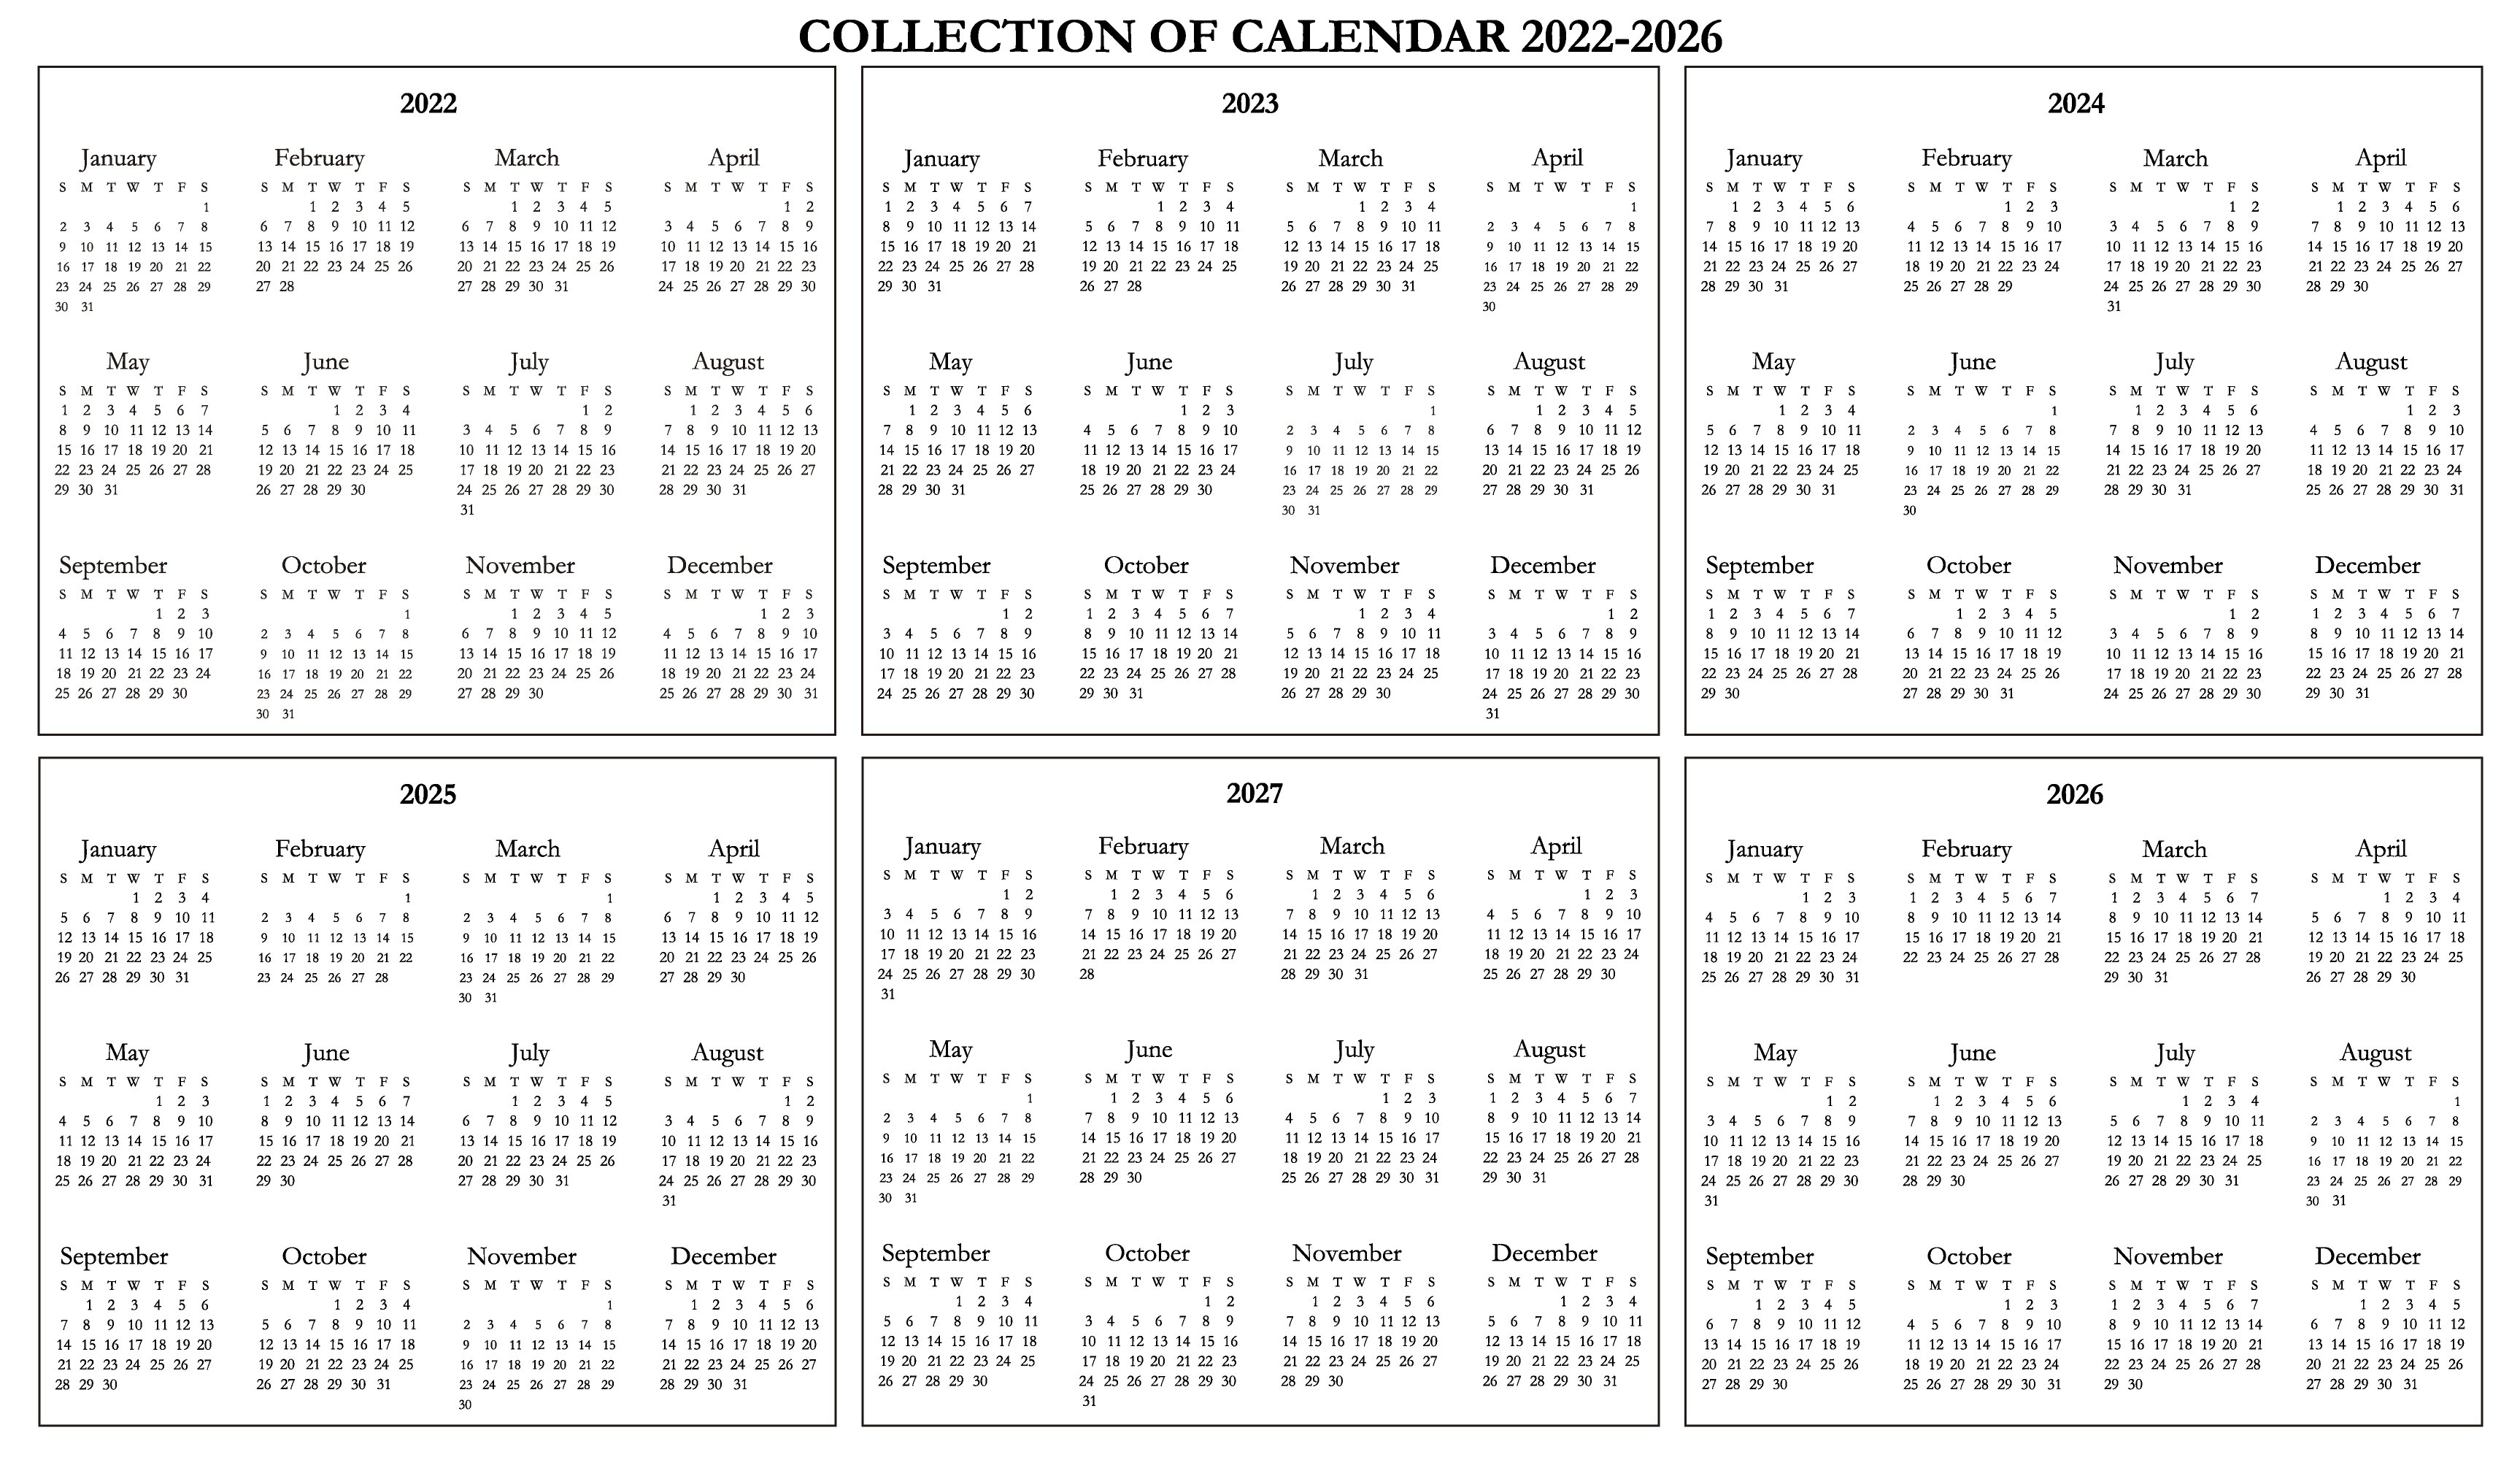 COLLECTION OF CALENDAR 2022-2026
2022
January
S M T W T F S
1
2 3 4 5 6 7 8
9 10 11 12 13 14 15
16 17 18 19 20 21 22
23 24 25 26 27 28 29
30 31
February
S M T W T F S
1 2 3 4 5
6 7 8 9 10 11 12
13 14 15 16 17 18 19
20 21 22 23 24 25 26
27 28
March
S M T W T F S
1 2 3 4 5
6 7 8 9 10 11 12
13 14 15 16 17 18 19
20 21 22 23 24 25 26
27 28 29 30 31
April
S M T W T F S
1 2
3 4 5 6 7 8 9
10 11 12 13 14 15 16
17 18 19 20 21 22 23
24 25 26 27 28 29 30
May
S M T W T F S
1 2 3 4 5 6 7
8 9 10 11 12 13 14
15 16 17 18 19 20 21
22 23 24 25 26 27 28
29 30 31
June
S M T W T F S
1 2 3 4
5 6 7 8 9 10 11
12 13 14 15 16 17 18
19 20 21 22 23 24 25
26 27 28 29 30
July
S M T W T F S
1 2
3 4 5 6 7 8 9
10 11 12 13 14 15 16
17 18 19 20 21 22 23
24 25 26 27 28 29 30
31
August
S M T W T F S
1 2 3 4 5 6
7 8 9 10 11 12 13
14 15 16 17 18 19 20
21 22 23 24 25 26 27
28 29 30 31
September
S M T W T F S
1 2 3
4 5 6 7 8 9 10
11 12 13 14 15 16 17
18 19 20 21 22 23 24
25 26 27 28 29 30
October
S M T W T F S
1
2 3 4 5 6 7 8
9 10 11 12 13 14 15
16 17 18 19 20 21 22
23 24 25 26 27 28 29
30 31
November
S M T W T F S
1 2 3 4 5
6 7 8 9 10 11 12
13 14 15 16 17 18 19
20 21 22 23 24 25 26
27 28 29 30
December
S M T W T F S
1 2 3
4 5 6 7 8 9 10
11 12 13 14 15 16 17
18 19 20 21 22 23 24
25 26 27 28 29 30 31
2023
January
S M T W T F S
1 2 3 4 5 6 7
8 9 10 11 12 13 14
15 16 17 18 19 20 21
22 23 24 25 26 27 28
29 30 31
February
S M T W T F S
1 2 3 4
5 6 7 8 9 10 11
12 13 14 15 16 17 18
19 20 21 22 23 24 25
26 27 28
March
S M T W T F S
1 2 3 4
5 6 7 8 9 10 11
12 13 14 15 16 17 18
19 20 21 22 23 24 25
26 27 28 29 30 31
April
S M T W T F S
1
2 3 4 5 6 7 8
9 10 11 12 13 14 15
16 17 18 19 20 21 22
23 24 25 26 27 28 29
30
May
S M T W T F S
1 2 3 4 5 6
7 8 9 10 11 12 13
14 15 16 17 18 19 20
21 22 23 24 25 26 27
28 29 30 31
June
S M T W T F S
1 2 3
4 5 6 7 8 9 10
11 12 13 14 15 16 17
18 19 20 21 22 23 24
25 26 27 28 29 30
July
S M T W T F S
1
2 3 4 5 6 7 8
9 10 11 12 13 14 15
16 17 18 19 20 21 22
23 24 25 26 27 28 29
30 31
August
S M T W T F S
1 2 3 4 5
6 7 8 9 10 11 12
13 14 15 16 17 18 19
20 21 22 23 24 25 26
27 28 29 30 31
September
S M T W T F S
1 2
3 4 5 6 7 8 9
10 11 12 13 14 15 16
17 18 19 20 21 22 23
24 25 26 27 28 29 30
October
S M T W T F S
1 2 3 4 5 6 7
8 9 10 11 12 13 14
15 16 17 18 19 20 21
22 23 24 25 26 27 28
29 30 31
November
S M T W T F S
1 2 3 4
5 6 7 8 9 10 11
12 13 14 15 16 17 18
19 20 21 22 23 24 25
26 27 28 29 30
December
S M T W T F S
1 2
3 4 5 6 7 8 9
10 11 12 13 14 15 16
17 18 19 20 21 22 23
24 25 26 27 28 29 30
31
2024
January
S M T W T F S
1 2 3 4 5 6
7 8 9 10 11 12 13
14 15 16 17 18 19 20
21 22 23 24 25 26 27
28 29 30 31
February
S M T W T F S
1 2 3
4 5 6 7 8 9 10
11 12 13 14 15 16 17
18 19 20 21 22 23 24
25 26 27 28 29
March
S M T W T F S
1 2
3 4 5 6 7 8 9
10 11 12 13 14 15 16
17 18 19 20 21 22 23
24 25 26 27 28 29 30
31
April
S M T W T F S
1 2 3 4 5 6
7 8 9 10 11 12 13
14 15 16 17 18 19 20
21 22 23 24 25 26 27
28 29 30
May
S M T W T F S
1 2 3 4
5 6 7 8 9 10 11
12 13 14 15 16 17 18
19 20 21 22 23 24 25
26 27 28 29 30 31
June
S M T W T F S
1
2 3 4 5 6 7 8
9 10 11 12 13 14 15
16 17 18 19 20 21 22
23 24 25 26 27 28 29
30
July
S M T W T F S
1 2 3 4 5 6
7 8 9 10 11 12 13
14 15 16 17 18 19 20
21 22 23 24 25 26 27
28 29 30 31
August
S M T W T F S
1 2 3
4 5 6 7 8 9 10
11 12 13 14 15 16 17
18 19 20 21 22 23 24
25 26 27 28 29 30 31
September
S M T W T F S
1 2 3 4 5 6 7
8 9 10 11 12 13 14
15 16 17 18 19 20 21
22 23 24 25 26 27 28
29 30
October
S M T W T F S
1 2 3 4 5
6 7 8 9 10 11 12
13 14 15 16 17 18 19
20 21 22 23 24 25 26
27 28 29 30 31
November
S M T W T F S
1 2
3 4 5 6 7 8 9
10 11 12 13 14 15 16
17 18 19 20 21 22 23
24 25 26 27 28 29 30
December
S M T W T F S
1 2 3 4 5 6 7
8 9 10 11 12 13 14
15 16 17 18 19 20 21
22 23 24 25 26 27 28
29 30 31
2025
January
S M T W T F S
1 2 3 4
5 6 7 8 9 10 11
12 13 14 15 16 17 18
19 20 21 22 23 24 25
26 27 28 29 30 31
February
S M T W T F S
1
2 3 4 5 6 7 8
9 10 11 12 13 14 15
16 17 18 19 20 21 22
23 24 25 26 27 28
March
S M T W T F S
1
2 3 4 5 6 7 8
9 10 11 12 13 14 15
16 17 18 19 20 21 22
23 24 25 26 27 28 29
30 31
April
S M T W T F S
1 2 3 4 5
6 7 8 9 10 11 12
13 14 15 16 17 18 19
20 21 22 23 24 25 26
27 28 29 30
May
S M T W T F S
1 2 3
4 5 6 7 8 9 10
11 12 13 14 15 16 17
18 19 20 21 22 23 24
25 26 27 28 29 30 31
June
S M T W T F S
1 2 3 4 5 6 7
8 9 10 11 12 13 14
15 16 17 18 19 20 21
22 23 24 25 26 27 28
29 30
July
S M T W T F S
1 2 3 4 5
6 7 8 9 10 11 12
13 14 15 16 17 18 19
20 21 22 23 24 25 26
27 28 29 30 31
August
S M T W T F S
1 2
3 4 5 6 7 8 9
10 11 12 13 14 15 16
17 18 19 20 21 22 23
24 25 26 27 28 29 30
31
September
S M T W T F S
1 2 3 4 5 6
7 8 9 10 11 12 13
14 15 16 17 18 19 20
21 22 23 24 25 26 27
28 29 30
October
S M T W T F S
1 2 3 4
5 6 7 8 9 10 11
12 13 14 15 16 17 18
19 20 21 22 23 24 25
26 27 28 29 30 31
November
S M T W T F S
1
2 3 4 5 6 7 8
9 10 11 12 13 14 15
16 17 18 19 20 21 22
23 24 25 26 27 28 29
30
December
S M T W T F S
1 2 3 4 5 6
7 8 9 10 11 12 13
14 15 16 17 18 19 20
21 22 23 24 25 26 27
28 29 30 31
2027
January
S M T W T F S
1 2
3 4 5 6 7 8 9
10 11 12 13 14 15 16
17 18 19 20 21 22 23
24 25 26 27 28 29 30
31
February
S M T W T F S
1 2 3 4 5 6
7 8 9 10 11 12 13
14 15 16 17 18 19 20
21 22 23 24 25 26 27
28
March
S M T W T F S
1 2 3 4 5 6
7 8 9 10 11 12 13
14 15 16 17 18 19 20
21 22 23 24 25 26 27
28 29 30 31
April
S M T W T F S
1 2 3
4 5 6 7 8 9 10
11 12 13 14 15 16 17
18 19 20 21 22 23 24
25 26 27 28 29 30
May
S M T W T F S
1
2 3 4 5 6 7 8
9 10 11 12 13 14 15
16 17 18 19 20 21 22
23 24 25 26 27 28 29
30 31
June
S M T W T F S
1 2 3 4 5 6
7 8 9 10 11 12 13
14 15 16 17 18 19 20
21 22 23 24 25 26 27
28 29 30
July
S M T W T F S
1 2 3
4 5 6 7 8 9 10
11 12 13 14 15 16 17
18 19 20 21 22 23 24
25 26 27 28 29 30 31
August
S M T W T F S
1 2 3 4 5 6 7
8 9 10 11 12 13 14
15 16 17 18 19 20 21
22 23 24 25 26 27 28
29 30 31
September
S M T W T F S
1 2 3 4
5 6 7 8 9 10 11
12 13 14 15 16 17 18
19 20 21 22 23 24 25
26 27 28 29 30
October
S M T W T F S
1 2
3 4 5 6 7 8 9
10 11 12 13 14 15 16
17 18 19 20 21 22 23
24 25 26 27 28 29 30
31
November
S M T W T F S
1 2 3 4 5 6
7 8 9 10 11 12 13
14 15 16 17 18 19 20
21 22 23 24 25 26 27
28 29 30
December
S M T W T F S
1 2 3 4
5 6 7 8 9 10 11
12 13 14 15 16 17 18
19 20 21 22 23 24 25
26 27 28 29 30 31
2026
January
S M T W T F S
1 2 3
4 5 6 7 8 9 10
11 12 13 14 15 16 17
18 19 20 21 22 23 24
25 26 27 28 29 30 31
February
S M T W T F S
1 2 3 4 5 6 7
8 9 10 11 12 13 14
15 16 17 18 19 20 21
22 23 24 25 26 27 28
March
S M T W T F S
1 2 3 4 5 6 7
8 9 10 11 12 13 14
15 16 17 18 19 20 21
22 23 24 25 26 27 28
29 30 31
April
S M T W T F S
1 2 3 4
5 6 7 8 9 10 11
12 13 14 15 16 17 18
19 20 21 22 23 24 25
26 27 28 29 30
May
S M T W T F S
1 2
3 4 5 6 7 8 9
10 11 12 13 14 15 16
17 18 19 20 21 22 23
24 25 26 27 28 29 30
31
June
S M T W T F S
1 2 3 4 5 6
7 8 9 10 11 12 13
14 15 16 17 18 19 20
21 22 23 24 25 26 27
28 29 30
July
S M T W T F S
1 2 3 4
5 6 7 8 9 10 11
12 13 14 15 16 17 18
19 20 21 22 23 24 25
26 27 28 29 30 31
August
S M T W T F S
1
2 3 4 5 6 7 8
9 10 11 12 13 14 15
16 17 18 19 20 21 22
23 24 25 26 27 28 29
30 31
September
S M T W T F S
1 2 3 4 5
6 7 8 9 10 11 12
13 14 15 16 17 18 19
20 21 22 23 24 25 26
27 28 29 30
October
S M T W T F S
1 2 3
4 5 6 7 8 9 10
11 12 13 14 15 16 17
18 19 20 21 22 23 24
25 26 27 28 29 30 31
November
S M T W T F S
1 2 3 4 5 6 7
8 9 10 11 12 13 14
15 16 17 18 19 20 21
22 23 24 25 26 27 28
29 30
December
S M T W T F S
1 2 3 4 5
6 7 8 9 10 11 12
13 14 15 16 17 18 19
20 21 22 23 24 25 26
27 28 29 30 31